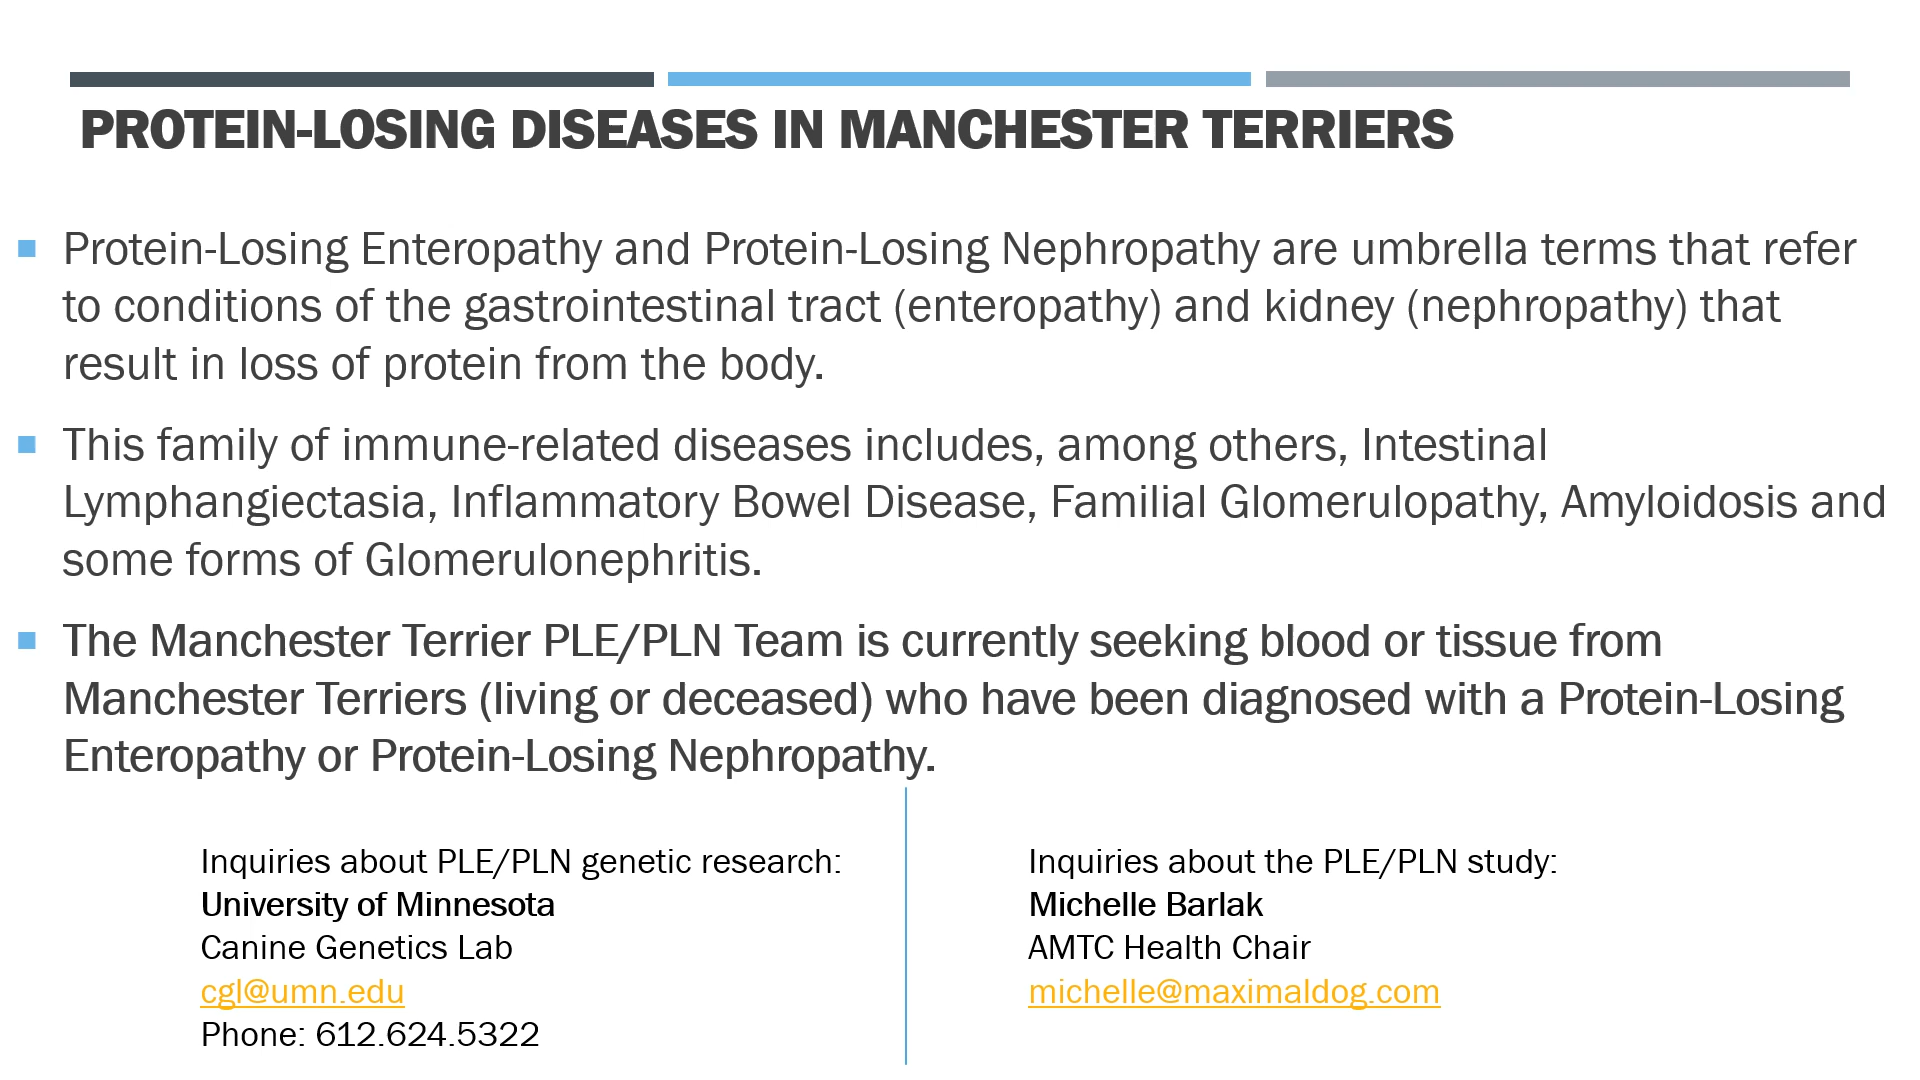 PROTEIN-LOSING DISEASES IN MANCHESTER TERRIERS
Protein-Losing Enteropathy and Protein-Losing Nephropathy are umbrella terms that refer
to conditions of the gastrointestinal tract (enteropathy) and kidney (nephropathy) that
result in loss of protein from the body.
This family of immune-related diseases includes, among others, Intestinal
Lymphangiectasia, Inflammatory Bowel Disease, Familial Glomerulopathy, Amyloidosis and
some forms of Glomerulonephritis.
The Manchester Terrier PLE/PLN Team is currently seeking blood or tissue from
Manchester Terriers (living or deceased) who have been diagnosed with a Protein-Losing
Enteropathy or Protein-Losing Nephropathy.
Inquiries about PLE/PLN genetic research:
University of Minnesota
Canine Genetics Lab
cgl@umn.edu
Phone: 612.624.5322
Inquiries about the PLE/PLN study:
Michelle Barlak
AMTC Health Chair
michelle@maximaldog.com